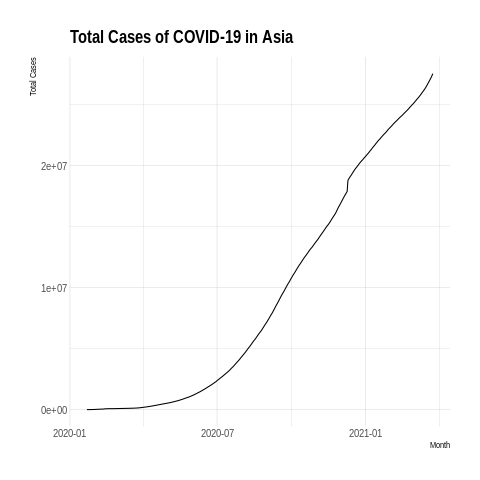 Total Cases of COVID-19 in Asia
Total Cases
2e+07
1e+07
0e+00
2020-01 2020-07 2021-01
Month